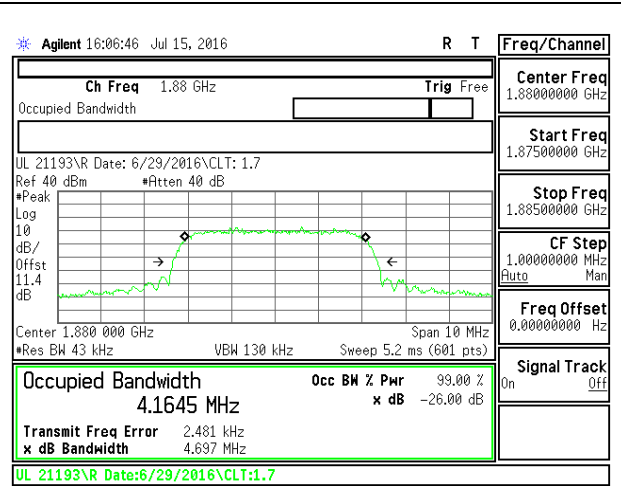 Agilent 16:06:46 Jul 15, 2016 R T Freq/Channel
Ch Freq 1.88 GHz Trig Free
Occupied Bandwidth
Center Freq
1.88000000 GHz
Start Freq
1.87500000 GHz
UL 21193\R Date: 6/29/2016\CLT: 1.7
Ref 40 dBm #Atten 40 dB
#Peak
Log
10
dB/
Offst
11.4
dB
Stop Freq
1.88500000 GHz
CF Step
1.00000000 MHz
Auto Man
Freq Offset
0.00000000 Hz
Center 1.880 000 GHz Span 10 MHz
#Res BW 43 kHz VBW 130 kHz Sweep 5.2 ms (601 pts)
Signal Track
On Off
Occupied Bandwidth Occ BW % Pwr 99.00 %
4.1645 MHz x dB -26.00 dB
Transmit Freq Error 2.481 kHz
x dB Bandwidth 4.697 MHz
UL 21193\R Date:6/29/2016\CLT:1.7